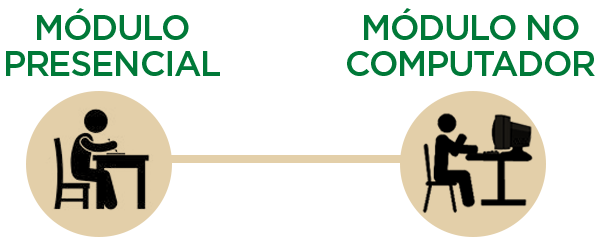 MÓDULO
PRESENCIAL
MÓDULO NO
COMPUTADOR